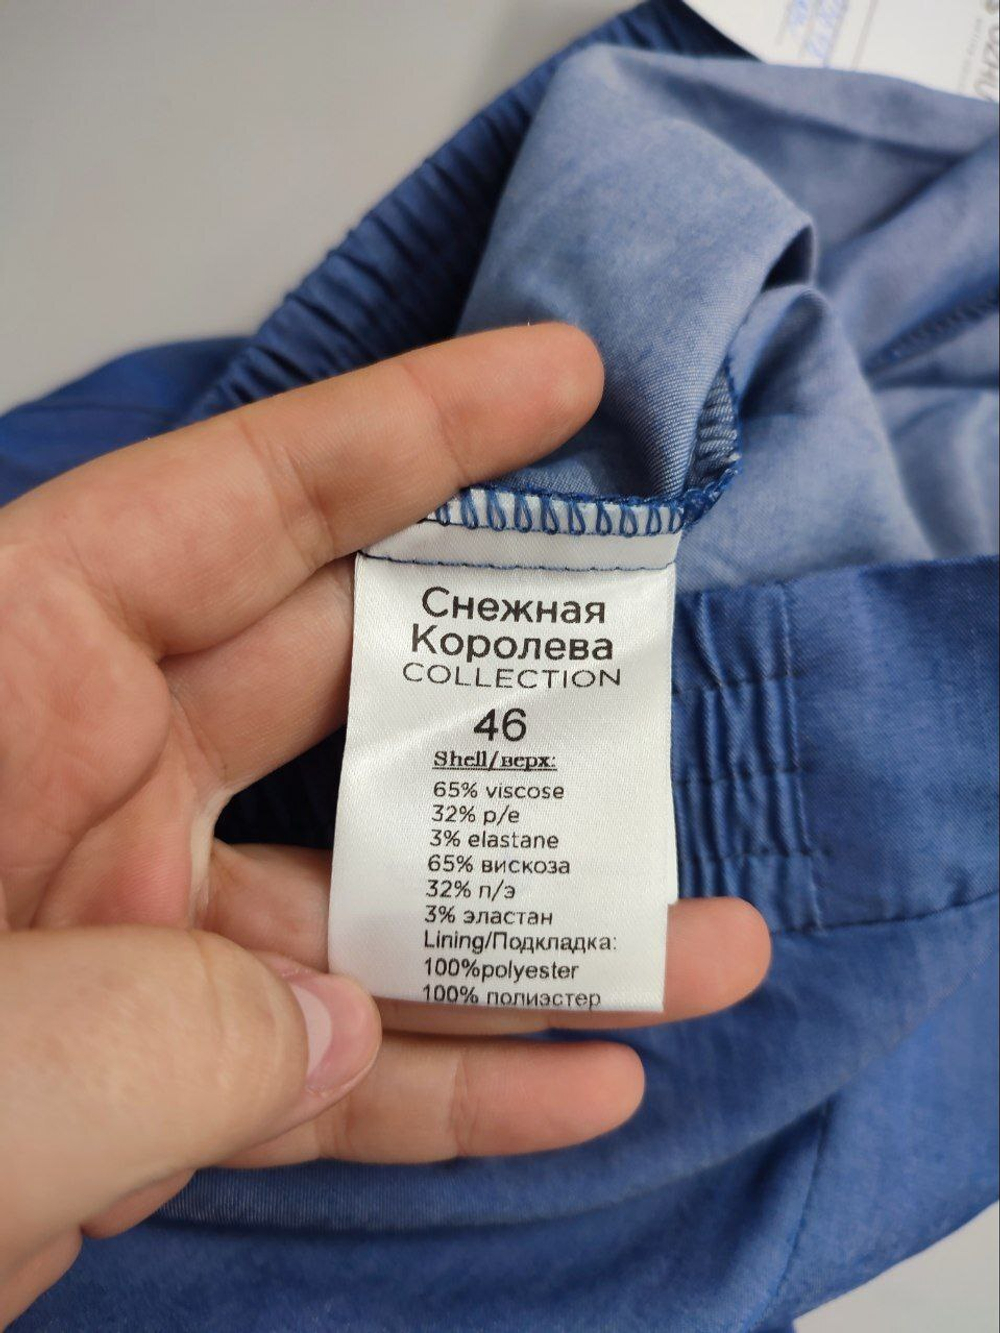 Снежная
Королева
COLLECTION
46
Shell/верх:
65% viscose
32% p/e
3% elastane
65% вискоза
32% п/э
3% эластан
Lining/Подкладка:
100%polyester
100% полиэстер